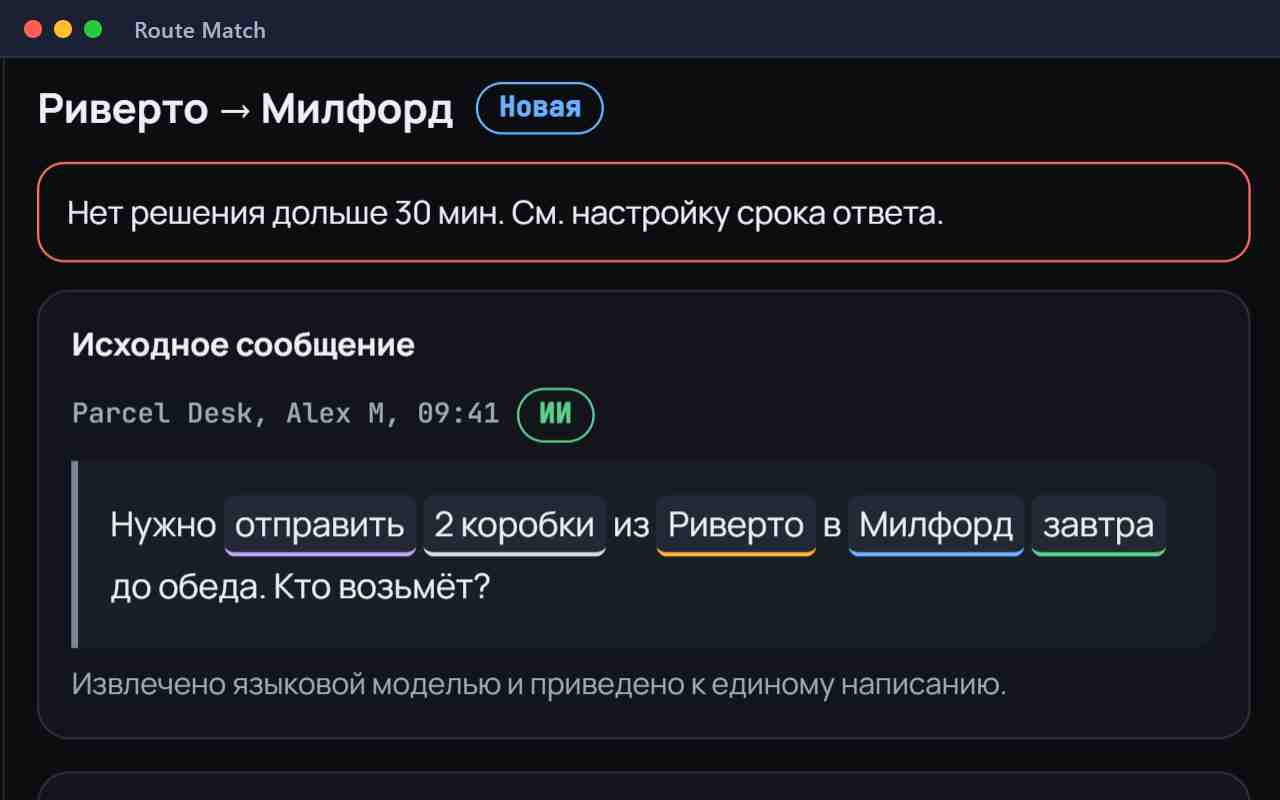 Route Match
Риверто → Милфорд
Новая
Нет решения дольше 30 мин. См. настройку срока ответа.
Исходное сообщение
Parcel Desk, Alex M, 09:41 ИИ
Нужно отправить 2 коробки из Риверто в Милфорд завтра
до обеда. Кто возьмёт?
Извлечено языковой моделью и приведено к единому написанию.